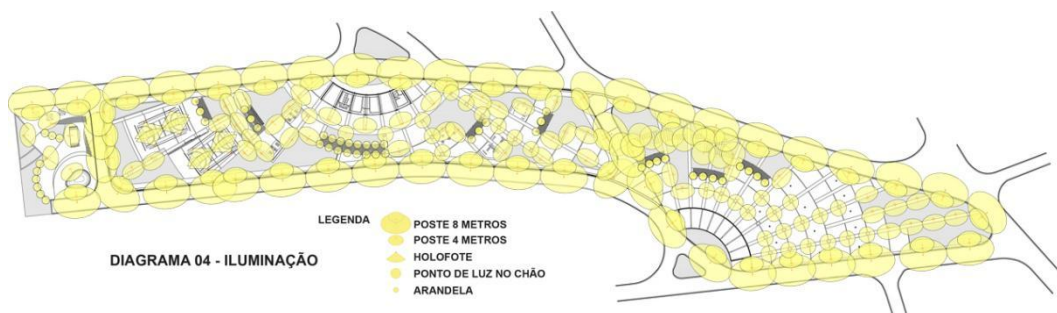 LEGENDA
POSTE 8 METROS
POSTE 4 METROS
HOLOFOTE
PONTO DE LUZ NO CHÃO
ARANDELA
DIAGRAMA 04 - ILUMINAÇÃO